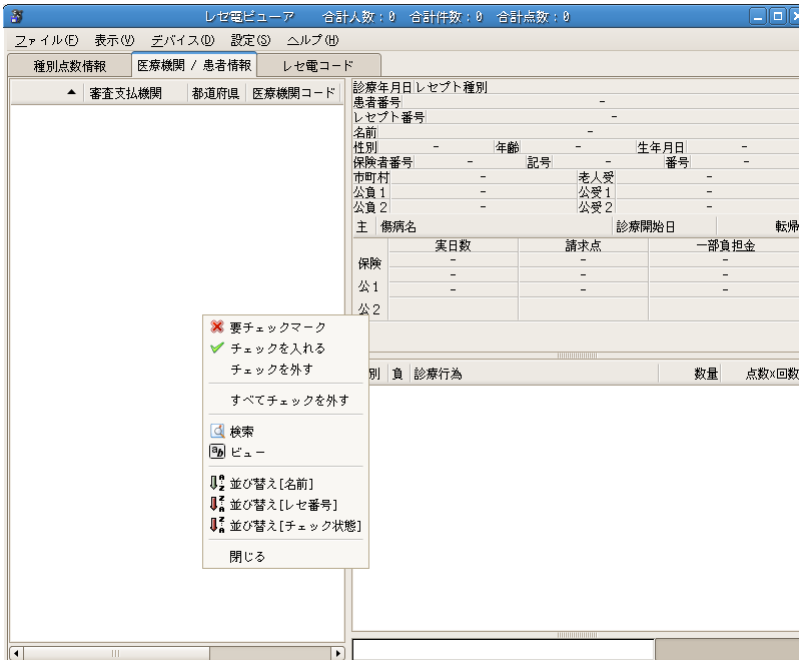 レセ電ビューア 合計人数：0 合計件数：0 合計点数：0
ファイル(F) 表示(V) デバイス(D) 設定(S) ヘルプ(H)
種別点数情報 医療機関 / 患者情報 レセ電コード
審査支払機関 都道府県 医療機関コード
診療年月日 レセプト種別
患者番号 -
レセプト番号 -
名前 -
性別 - 年齢 - 生年月日 -
保険者番号 - 記号 - 番号 -
市町村 - 老人受 -
公負1 - 公受1 -
公負2 - 公受2 -
主 傷病名 診療開始日 転帰
実日数 請求点 一部負担金
保険 - - -
公1 - - -
公2 - - -
別 負 診療行為 数量 点数x回数
要チェックマーク
チェックを入れる
チェックを外す
すべてチェックを外す
検索
ビュー
並び替え[名前]
並び替え[レセ番号]
並び替え[チェック状態]
閉じる